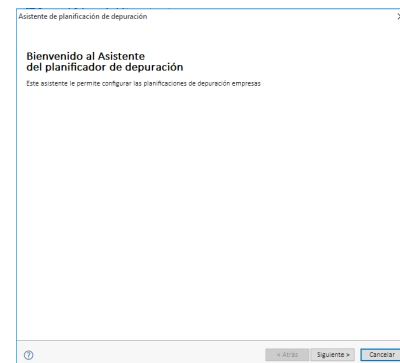 Asistente de planificación de depuración
Bienvenido al Asistente
del planificador de depuración
Este asistente le permite configurar las planificaciones de depuración empresas
< Atrás Siguiente > Cancelar